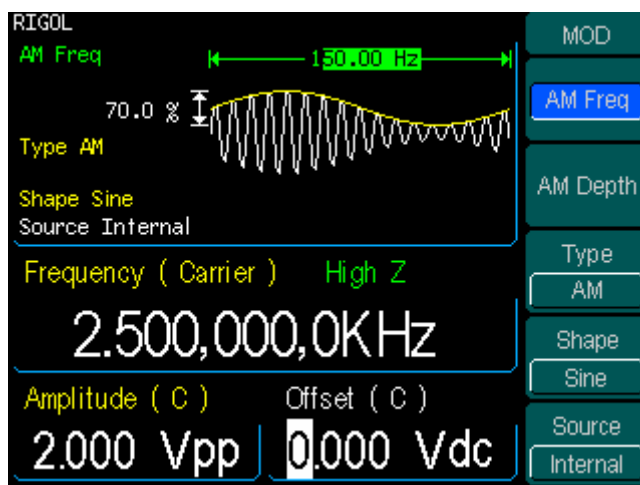 RIGOL
AM Freq
150.00 Hz
70.0 %
Type AM
Shape Sine
Source Internal
Frequency ( Carrier ) High Z
2.500,000,0KHz
Amplitude ( C ) Offset ( C )
2.000 Vpp 0.000 Vdc
MOD
AM Freq
AM Depth
Type
AM
Shape
Sine
Source
Internal